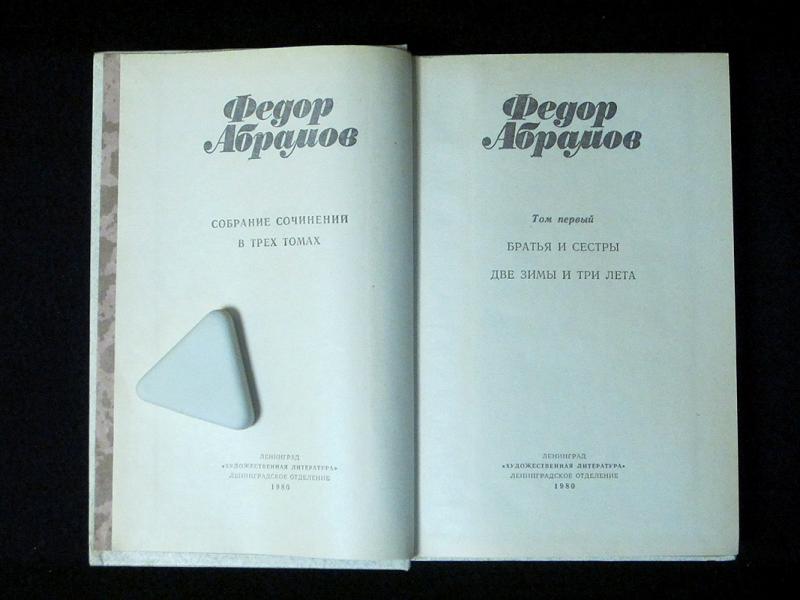 Федор
Абрамов
СОБРАНИЕ СОЧИНЕНИЙ
В ТРЕХ ТОМАХ
ЛЕНИНГРАД
«ХУДОЖЕСТВЕННАЯ ЛИТЕРАТУРА»
ЛЕНИНГРАДСКОЕ ОТДЕЛЕНИЕ
1980
Федор
Абрамов
Том первый
БРАТЬЯ И СЕСТРЫ
ДВЕ ЗИМЫ И ТРИ ЛЕТА
ЛЕНИНГРАД
«ХУДОЖЕСТВЕННАЯ ЛИТЕРАТУРА»
ЛЕНИНГРАДСКОЕ ОТДЕЛЕНИЕ
1980